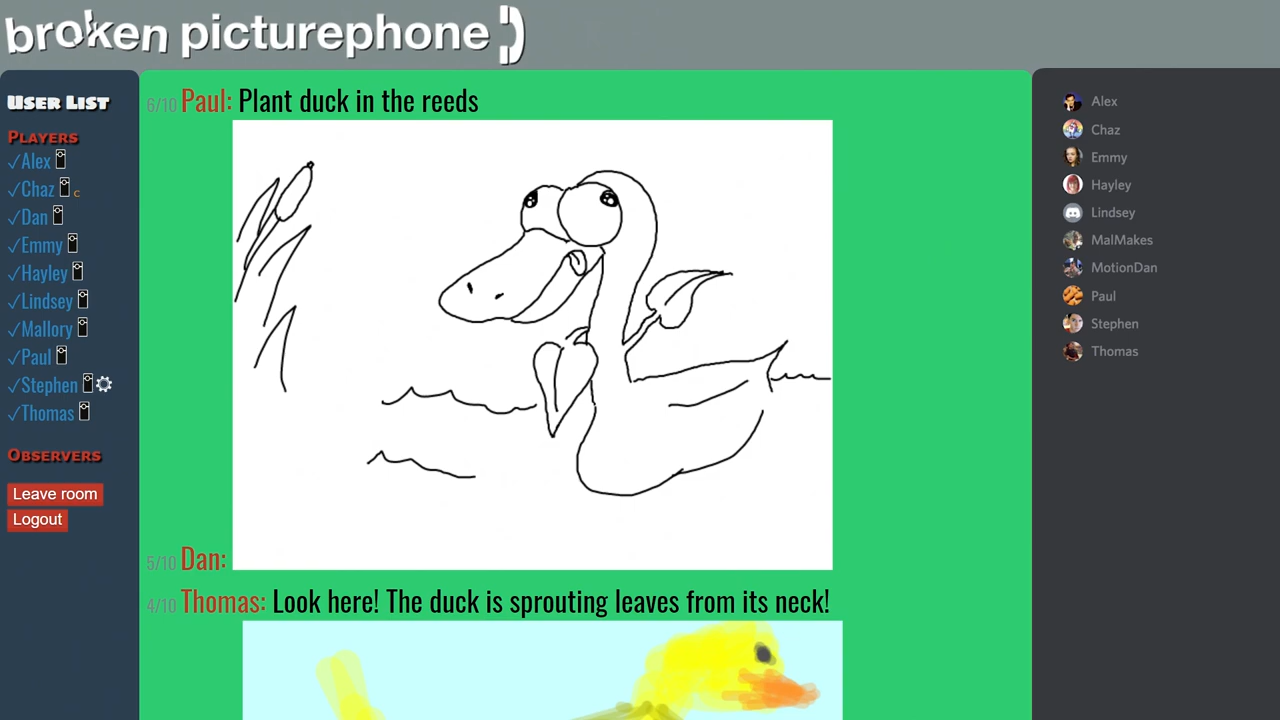 broken picturephone
User List
Players
✓Alex
✓Chaz c
✓Dan
✓Emmy
✓Hayley
✓Lindsey
✓Mallory
✓Paul
✓Stephen
✓Thomas
Observers
Leave room
Logout
6/10 Paul: Plant duck in the reeds
5/10 Dan:
4/10 Thomas: Look here! The duck is sprouting leaves from its neck!
Alex
Chaz
Emmy
Hayley
Lindsey
MalMakes
MotionDan
Paul
Stephen
Thomas